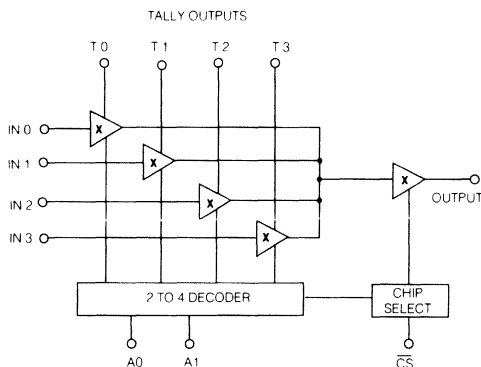 TALLY OUTPUTS
T 0 T 1 T 2 T 3
IN 0 X
IN 1 X
IN 2 X
IN 3 X
X
OUTPUT
2 TO 4 DECODER
CHIP
SELECT
A0 A1 C̅S̅